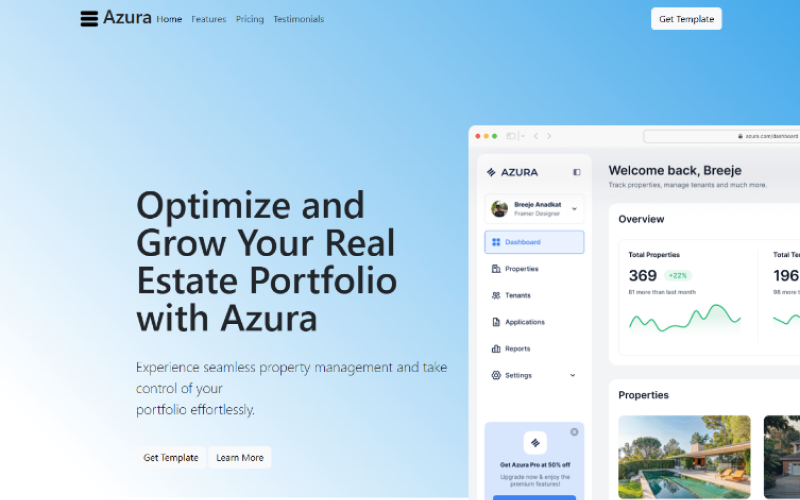 Azura Home Features Pricing Testimonials
Get Template
Optimize and
Grow Your Real
Estate Portfolio
with Azura
Experience seamless property management and take
control of your
portfolio effortlessly.
Get Template Learn More
azura.com/dashboard
AZURA
Breeje Anadkat
Framer Designer
Dashboard
Properties
Tenants
Applications
Reports
Settings
Get Azura Pro at 50% off
Upgrade now & enjoy the
premium features!
Welcome back, Breeje
Track properties, manage tenants and much more.
Overview
Total Properties
369 +22%
81 more than last month
Total Te
196
98 more t
Properties